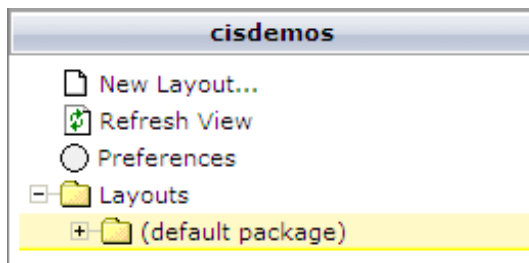 cisdemos
New Layout...
Refresh View
Preferences
Layouts
(default package)